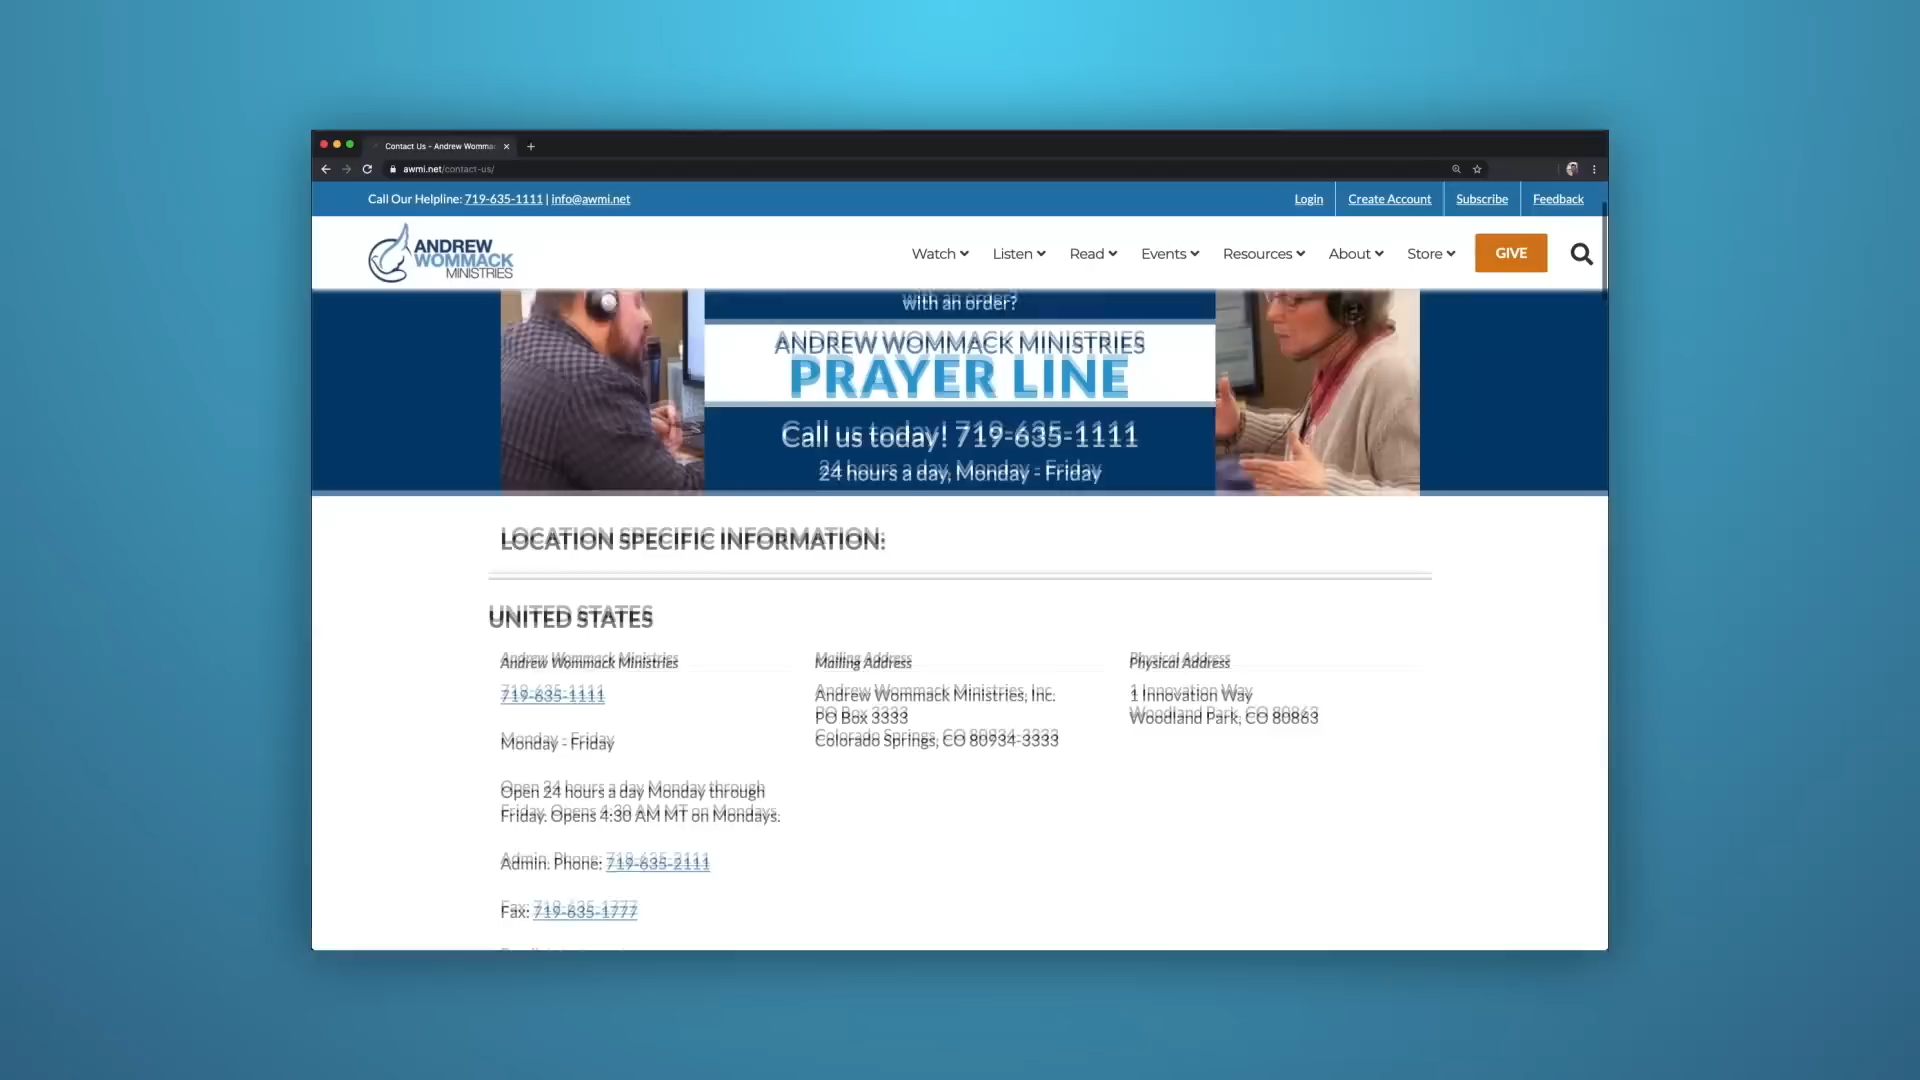 Contact Us - Andrew Womma
awmi.net/contact-us/
Call Our Helpline: 719-635-1111 | info@awmi.net
Login
Create Account
Subscribe
Feedback
ANDREW
WOMMACK
MINISTRIES
Watch
Listen
Read
Events
Resources
About
Store
GIVE
with an order?
ANDREW WOMMACK MINISTRIES
PRAYER LINE
Call us today! 719-635-1111
24 hours a day, Monday - Friday
LOCATION SPECIFIC INFORMATION:
UNITED STATES
Andrew Wommack Ministries
719-635-1111
Monday - Friday
Open 24 hours a day Monday through
Friday. Opens 4:30 AM MT on Mondays.
Admin. Phone: 719-635-2111
Fax: 719-635-1777
Mailing Address
Andrew Wommack Ministries, Inc.
PO Box 3333
Colorado Springs, CO 80934-3333
Physical Address
1 Innovation Way
Woodland Park, CO 80863